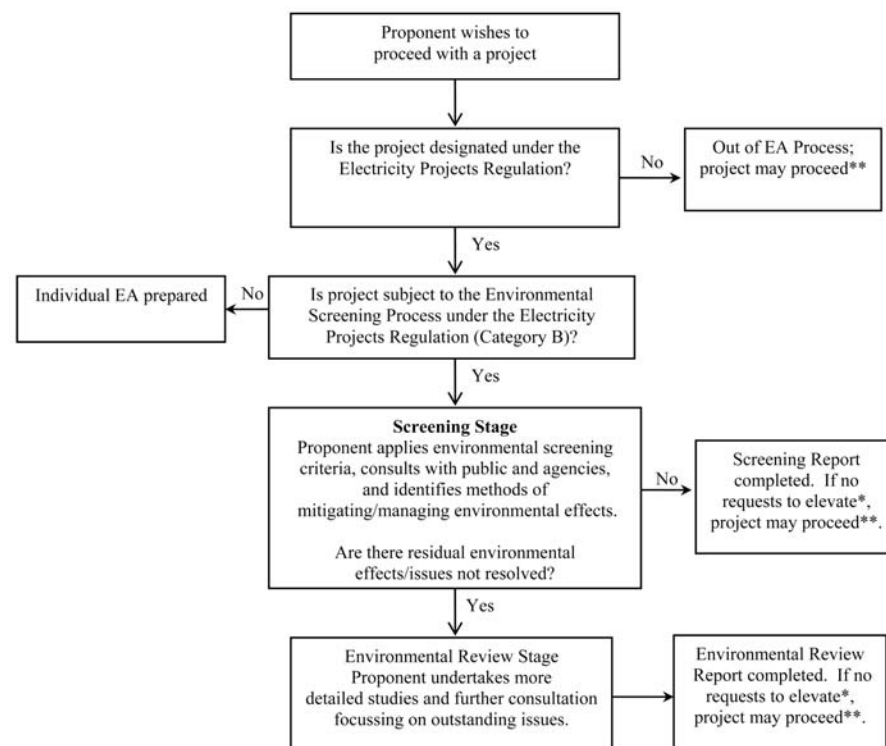 Proponent wishes to
proceed with a project
Is the project designated under the
Electricity Projects Regulation?
No
Out of EA Process;
project may proceed**
Yes
Individual EA prepared
No
Is project subject to the Environmental
Screening Process under the Electricity
Projects Regulation (Category B)?
Yes
Screening Stage
Proponent applies environmental screening
criteria, consults with public and agencies,
and identifies methods of
mitigating/managing environmental effects.
Are there residual environmental
effects/issues not resolved?
No
Screening Report
completed. If no
requests to elevate*,
project may proceed**.
Yes
Environmental Review Stage
Proponent undertakes more
detailed studies and further consultation
focussing on outstanding issues.
Environmental Review
Report completed. If no
requests to elevate*,
project may proceed**.